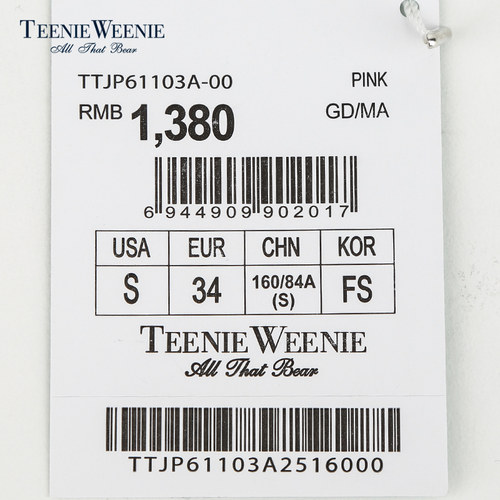 TEENIE WEENIE
All That Bear
TTJP61103A-00 PINK
RMB 1,380 GD/MA
6 944909 902017
USA EUR CHN KOR
S 34 160/84A (S) FS
TEENIE WEENIE
All That Bear
TTJP61103A2516000